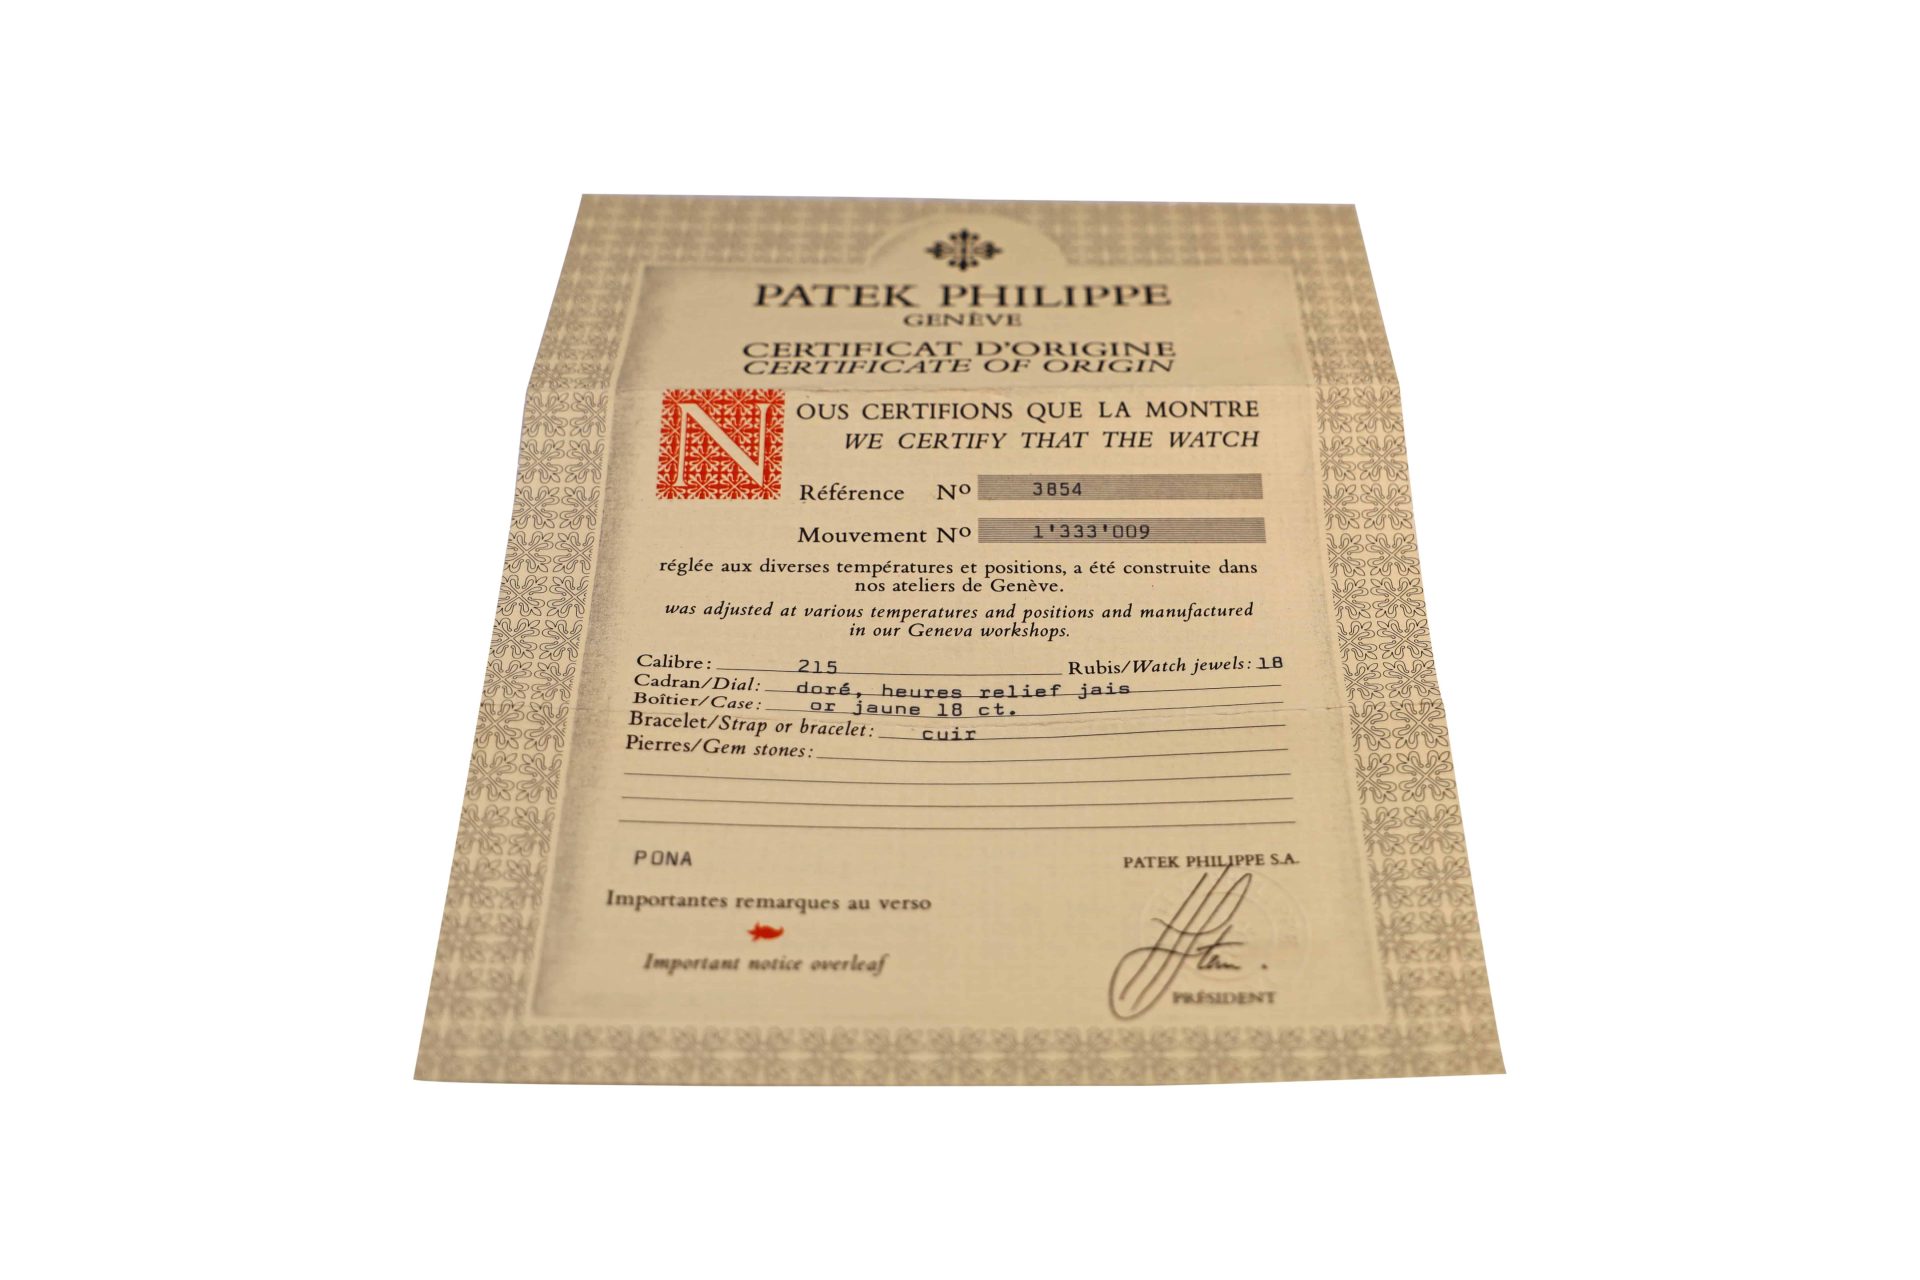 PATEK PHILIPPE
GENÈVE
CERTIFICAT D'ORIGINE
CERTIFICATE OF ORIGIN
NOUS CERTIFIONS QUE LA MONTRE
WE CERTIFY THAT THE WATCH
Référence Nº 3854
Mouvement Nº 1'333'009
réglée aux diverses températures et positions, a été construite dans
nos ateliers de Genève.
was adjusted at various temperatures and positions and manufactured
in our Geneva workshops.
Calibre: 215 Rubis/Watch jewels: 18
Cadran/Dial: doré, heures relief jais
Boîtier/Case: or jaune 18 ct.
Bracelet/Strap or bracelet: cuir
Pierres/Gem stones:
PONA
PATEK PHILIPPE S.A.
Importantes remarques au verso
Important notice overleaf
Stern.
PRÉSIDENT